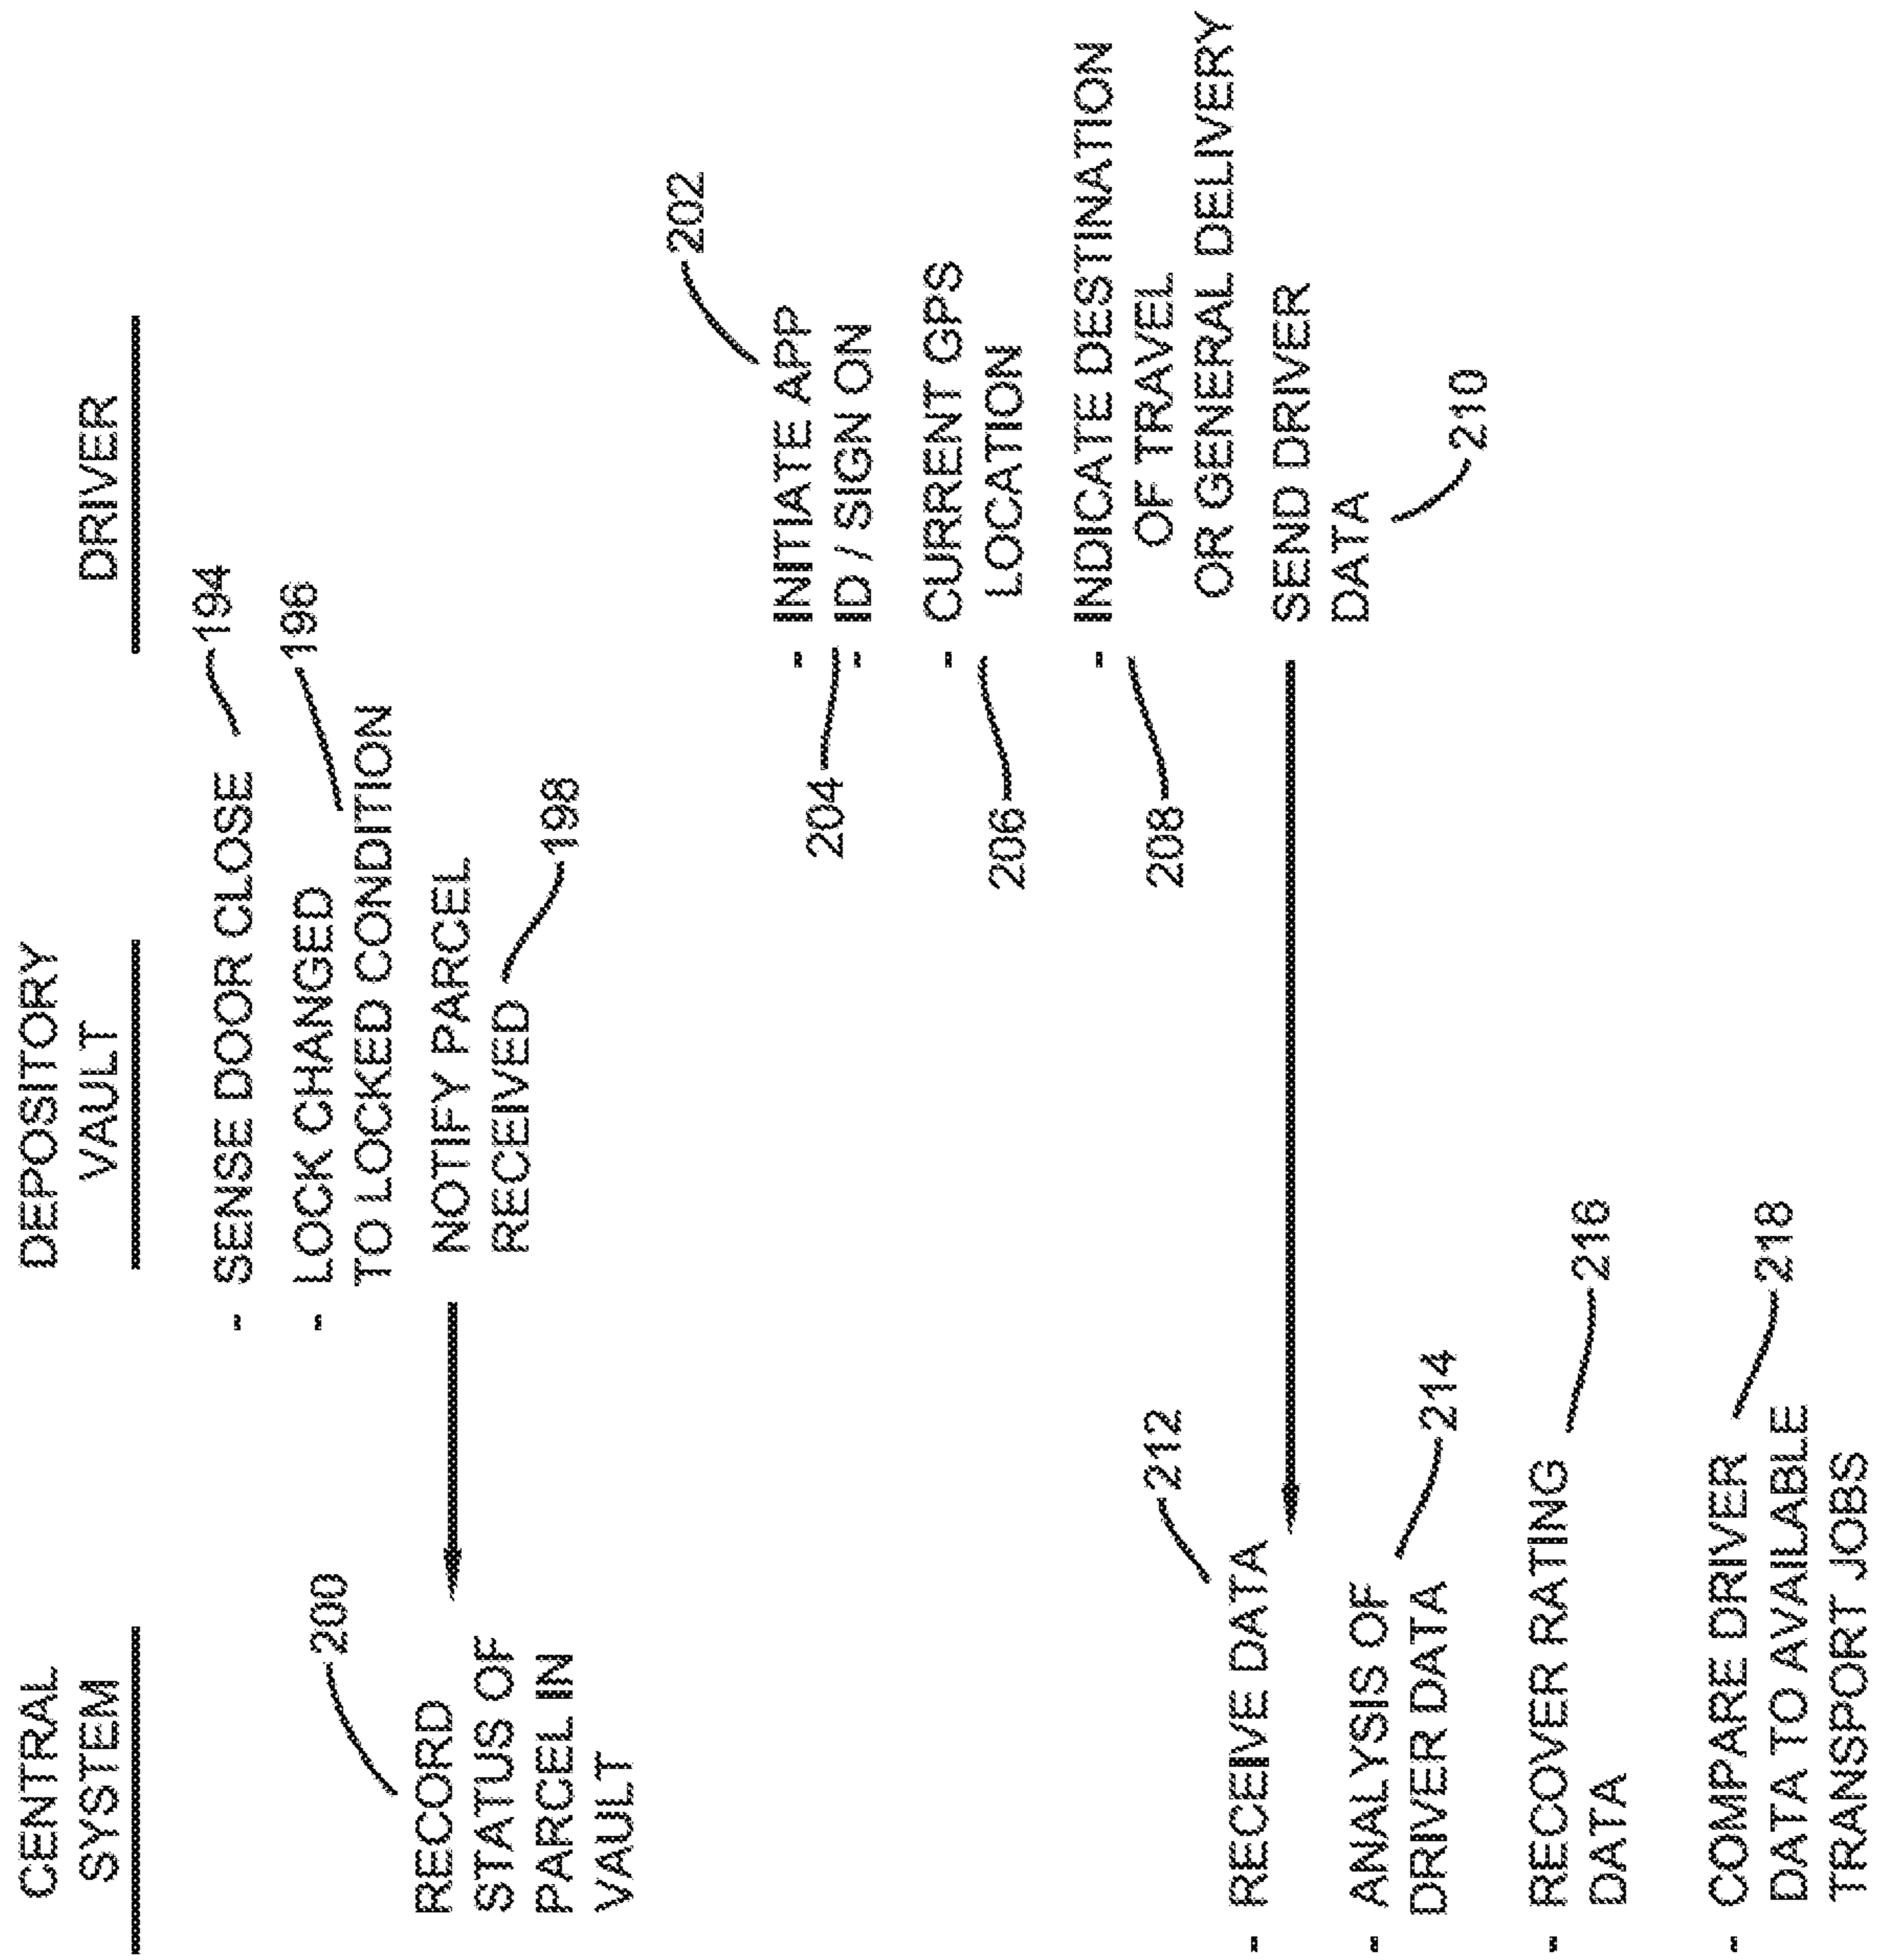 CENTRAL
SYSTEM
DEPOSITORY
VAULT
DRIVER
- SENSE DOOR CLOSE
194
- LOCK CHANGED
TO LOCKED CONDITION
196
NOTIFY PARCEL
RECEIVED
198
200
RECORD
STATUS OF
PARCEL IN
VAULT
202
- INITIATE APP
204
- ID / SIGN ON
- CURRENT GPS
LOCATION
206
- INDICATE DESTINATION
OF TRAVEL
OR GENERAL DELIVERY
208
SEND DRIVER
DATA
210
212
- RECEIVE DATA
- ANALYSIS OF
DRIVER DATA
214
- RECOVER RATING
DATA
216
- COMPARE DRIVER
DATA TO AVAILABLE
TRANSPORT JOBS
218